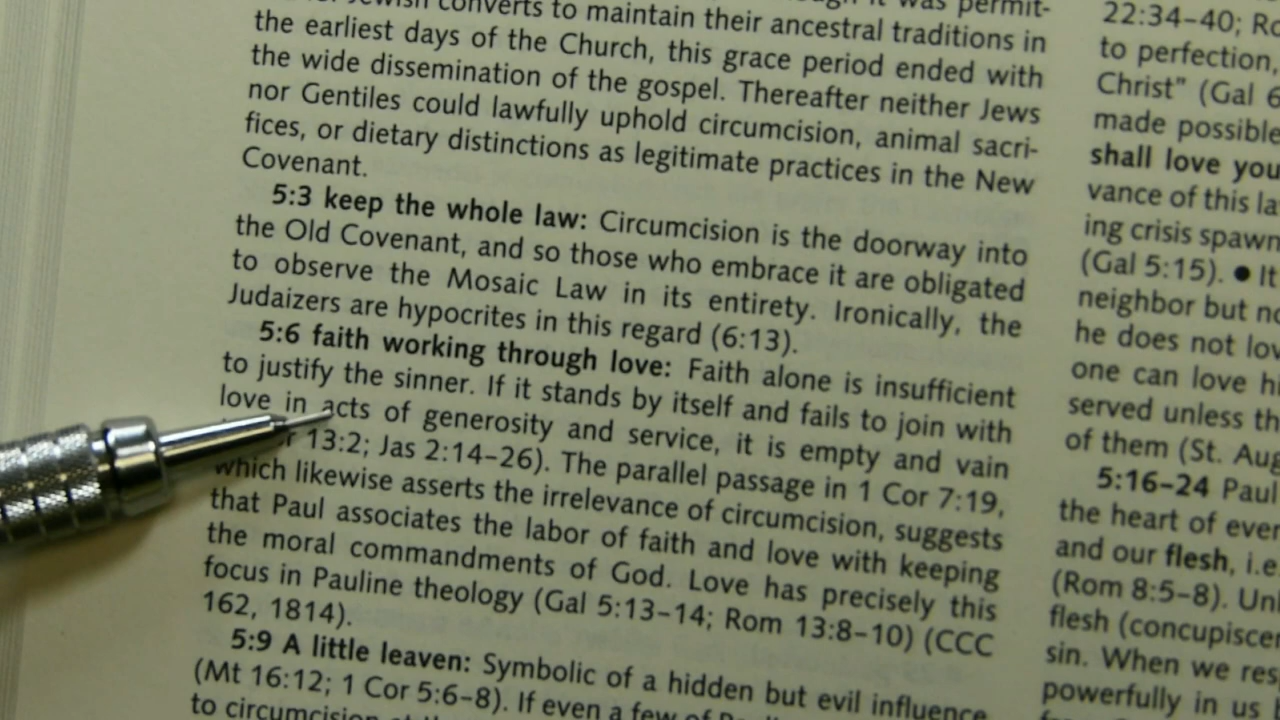 Jewish converts to maintain their ancestral traditions in
the earliest days of the Church, this grace period ended with
the wide dissemination of the gospel. Thereafter neither Jews
nor Gentiles could lawfully uphold circumcision, animal sacri-
fices, or dietary distinctions as legitimate practices in the New
Covenant.
5:3 keep the whole law: Circumcision is the doorway into
the Old Covenant, and so those who embrace it are obligated
to observe the Mosaic Law in its entirety. Ironically, the
Judaizers are hypocrites in this regard (6:13).
5:6 faith working through love: Faith alone is insufficient
to justify the sinner. If it stands by itself and fails to join with
love in acts of generosity and service, it is empty and vain
13:2; Jas 2:14–26). The parallel passage in 1 Cor 7:19,
which likewise asserts the irrelevance of circumcision, suggests
that Paul associates the labor of faith and love with keeping
the moral commandments of God. Love has precisely this
focus in Pauline theology (Gal 5:13–14; Rom 13:8–10) (CCC
162, 1814).
5:9 A little leaven: Symbolic of a hidden but evil influence
(Mt 16:12; 1 Cor 5:6–8). If even a few of
to circumcision
22:34–40;
to perfection,
Christ" (Gal 6
made possible
shall love you
vance of this
ing crisis
(Gal 5:15). ● It
neighbor but
he does not
one can love
served unless
of them (St.
5:16–24 Paul
the heart of
and our flesh, i.e
(Rom 8:5–8).
flesh
sin. When we
powerfully in us